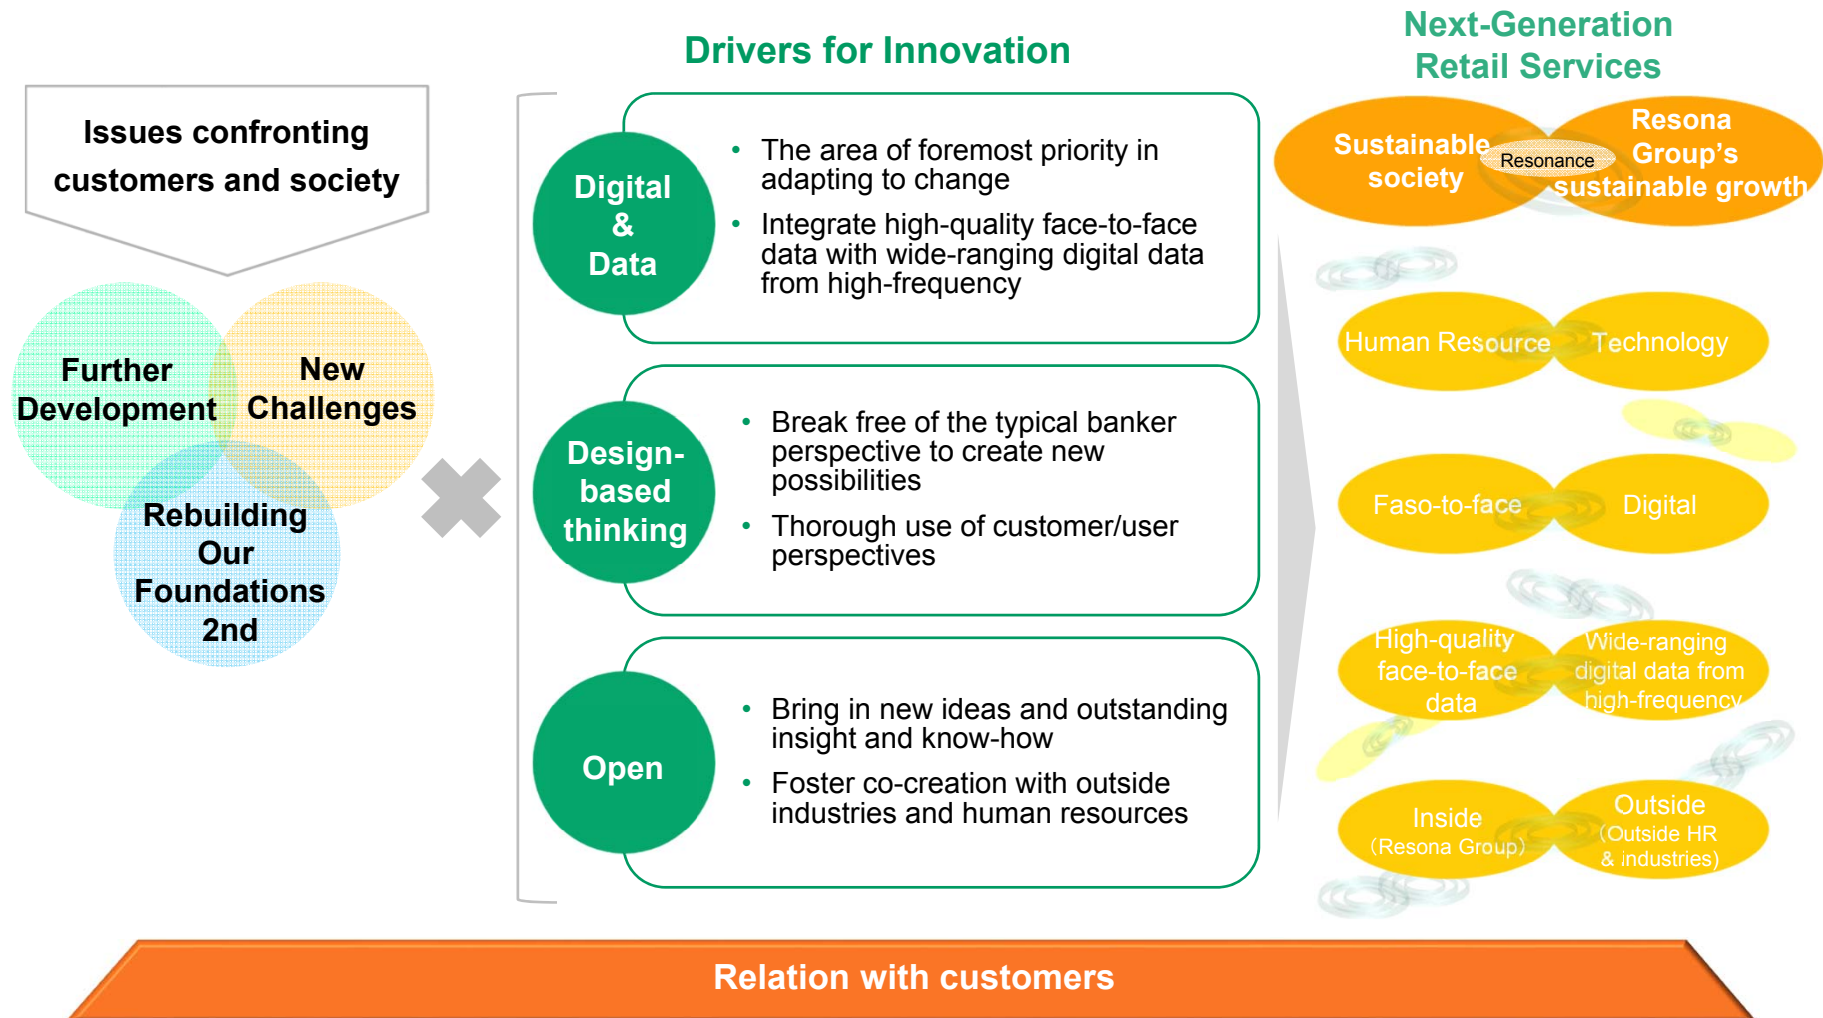 Drivers for Innovation
Next-Generation
Retail Services
Issues confronting
customers and society
Further
Development
New
Challenges
Rebuilding
Our
Foundations
2nd
Digital
&
Data
• The area of foremost priority in
adapting to change
• Integrate high-quality face-to-face
data with wide-ranging digital data
from high-frequency
Design-
based
thinking
• Break free of the typical banker
perspective to create new
possibilities
• Thorough use of customer/user
perspectives
Open
• Bring in new ideas and outstanding
insight and know-how
• Foster co-creation with outside
industries and human resources
Sustainable
society
Resonance
Resona
Group’s
sustainable growth
Human Resource
Technology
Faso-to-face
Digital
High-quality
face-to-face
data
Wide-ranging
digital data from
high-frequency
Inside
（Resona Group）
Outside
（Outside HR
& industries)
Relation with customers